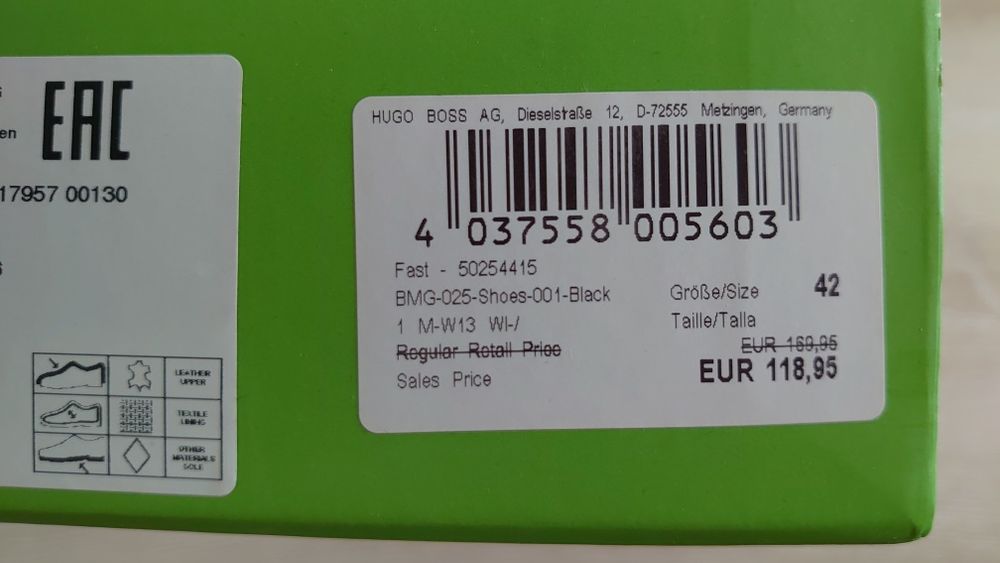 en
EAC
17957 00130
LEATHER
UPPER
TEXTILE
LINING
OTHER
MATERIALS
SOLE
HUGO BOSS AG, Dieselstraße 12, D-72555 Metzingen, Germany
4 037558 005603
Fast - 50254415
BMG-025-Shoes-001-Black
Größe/Size 42
1 M-W13 WI-/
Taille/Talla
Regular Retail Price EUR 169,95
Sales Price EUR 118,95